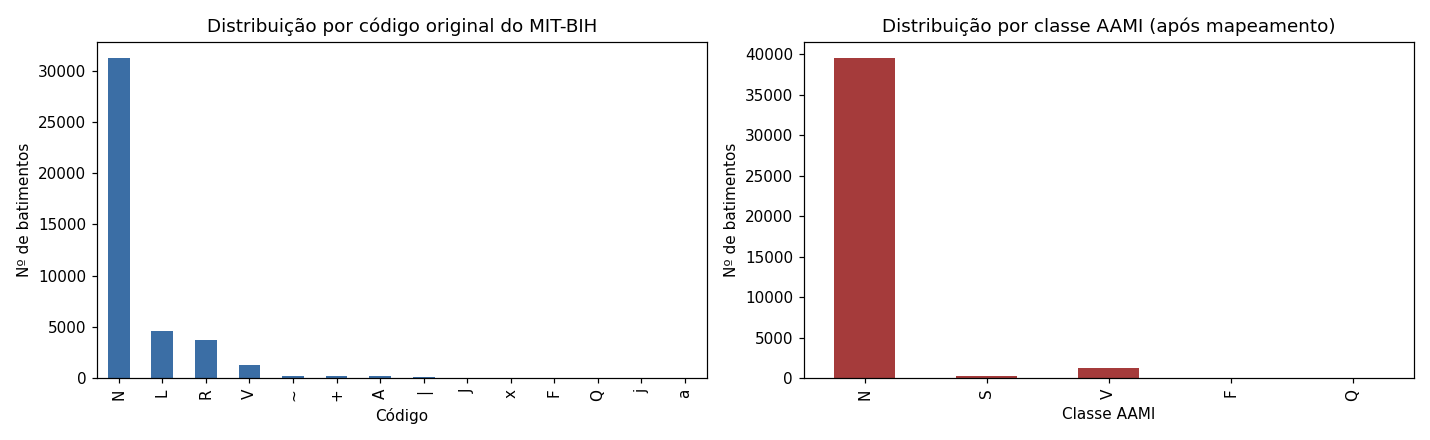 Distribuição por código original do MIT-BIH
Nº de batimentos
30000
25000
20000
15000
10000
5000
0
N L R V ~ + A | J x F Q j a
Código
Distribuição por classe AAMI (após mapeamento)
Nº de batimentos
40000
35000
30000
25000
20000
15000
10000
5000
0
N S V F Q
Classe AAMI